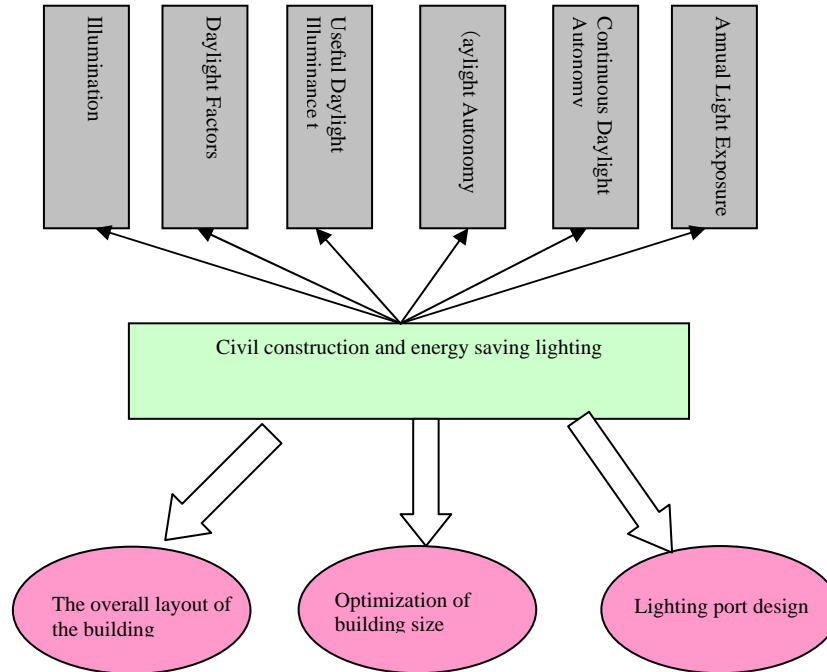 Illumination
Daylight Factors
Useful Daylight
Illuminance t
(aylight Autonomy
Continuous Daylight
Autonomy
Annual Light Exposure
Civil construction and energy saving lighting
The overall layout of
the building
Optimization of
building size
Lighting port design